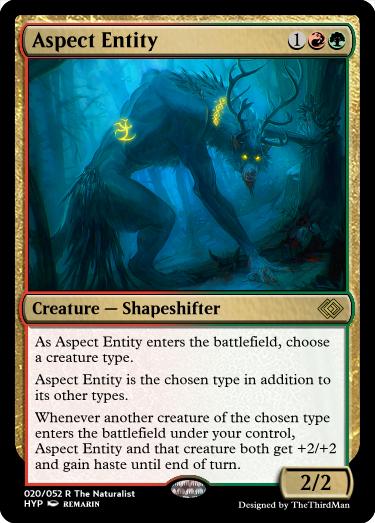 Aspect Entity 1
Creature — Shapeshifter
As Aspect Entity enters the battlefield, choose
a creature type.
Aspect Entity is the chosen type in addition to
its other types.
Whenever another creature of the chosen type
enters the battlefield under your control,
Aspect Entity and that creature both get +2/+2
and gain haste until end of turn.
2/2
020/052 R The Naturalist
HYP REMARIN
Designed by TheThirdMan